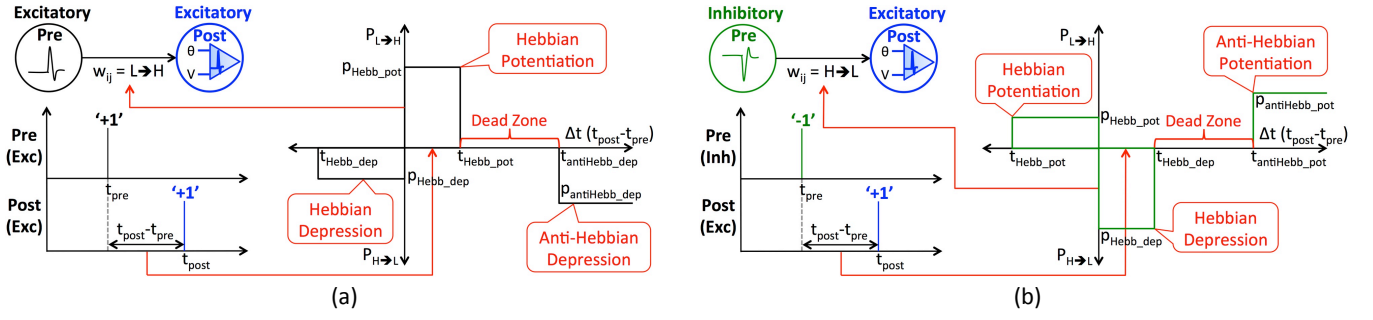 Excitatory
Pre
Excitatory
Post
θ
V
w_ij = L➔H
Pre
(Exc)
'+1'
t_pre
Post
(Exc)
'+1'
t_post-t_pre
t_post
P_L➔H
p_Hebb_pot
Hebbian
Potentiation
Dead Zone
Δt (t_post-t_pre)
t_Hebb_dep
t_Hebb_pot
t_antiHebb_dep
p_Hebb_dep
p_antiHebb_dep
Hebbian
Depression
Anti-Hebbian
Depression
P_H➔L
(a)
Inhibitory
Pre
Excitatory
Post
θ
V
w_ij = H➔L
Pre
(Inh)
'-1'
t_pre
Post
(Exc)
'+1'
t_post-t_pre
t_post
P_L➔H
Hebbian
Potentiation
Anti-Hebbian
Potentiation
p_antiHebb_pot
p_Hebb_pot
Dead Zone
Δt (t_post-t_pre)
t_Hebb_pot
t_Hebb_dep
t_antiHebb_pot
p_Hebb_dep
Hebbian
Depression
P_H➔L
(b)